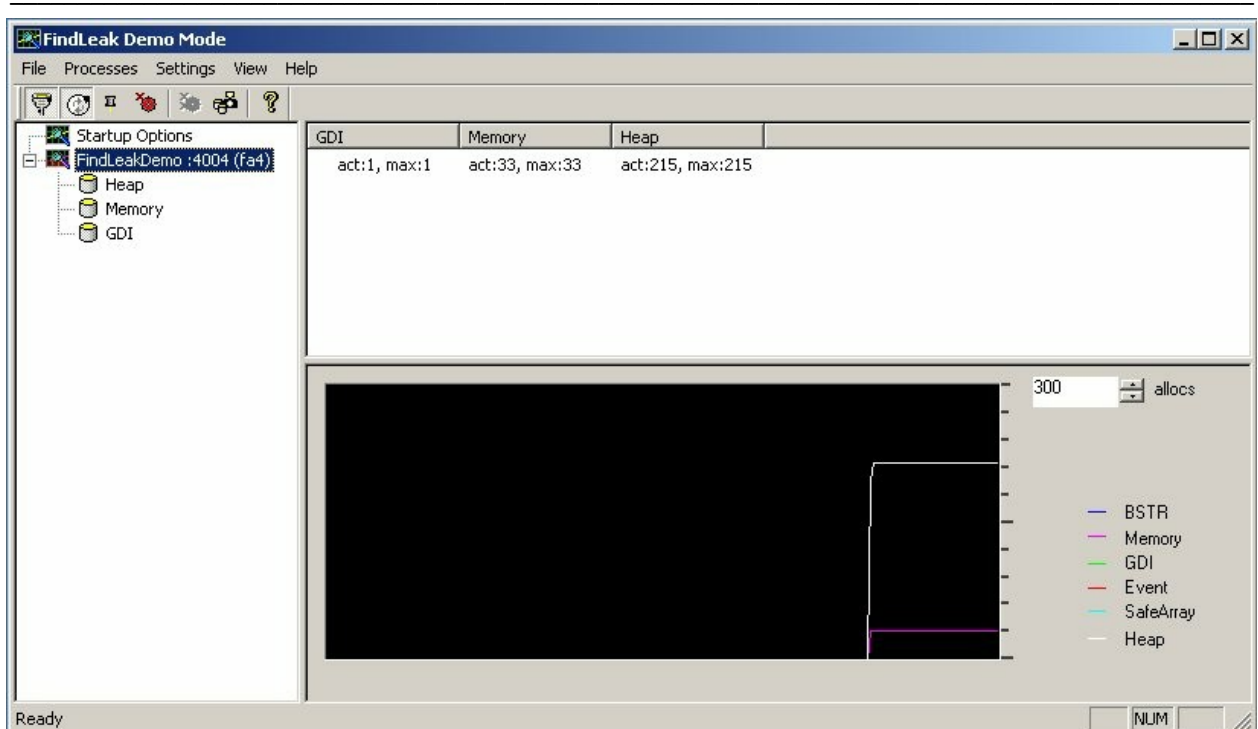 FindLeak Demo Mode
File Processes Settings View Help
Startup Options
FindLeakDemo :4004 (fa4)
Heap
Memory
GDI
GDI Memory Heap
act:1, max:1 act:33, max:33 act:215, max:215
300 allocs
BSTR
Memory
GDI
Event
SafeArray
Heap
Ready NUM